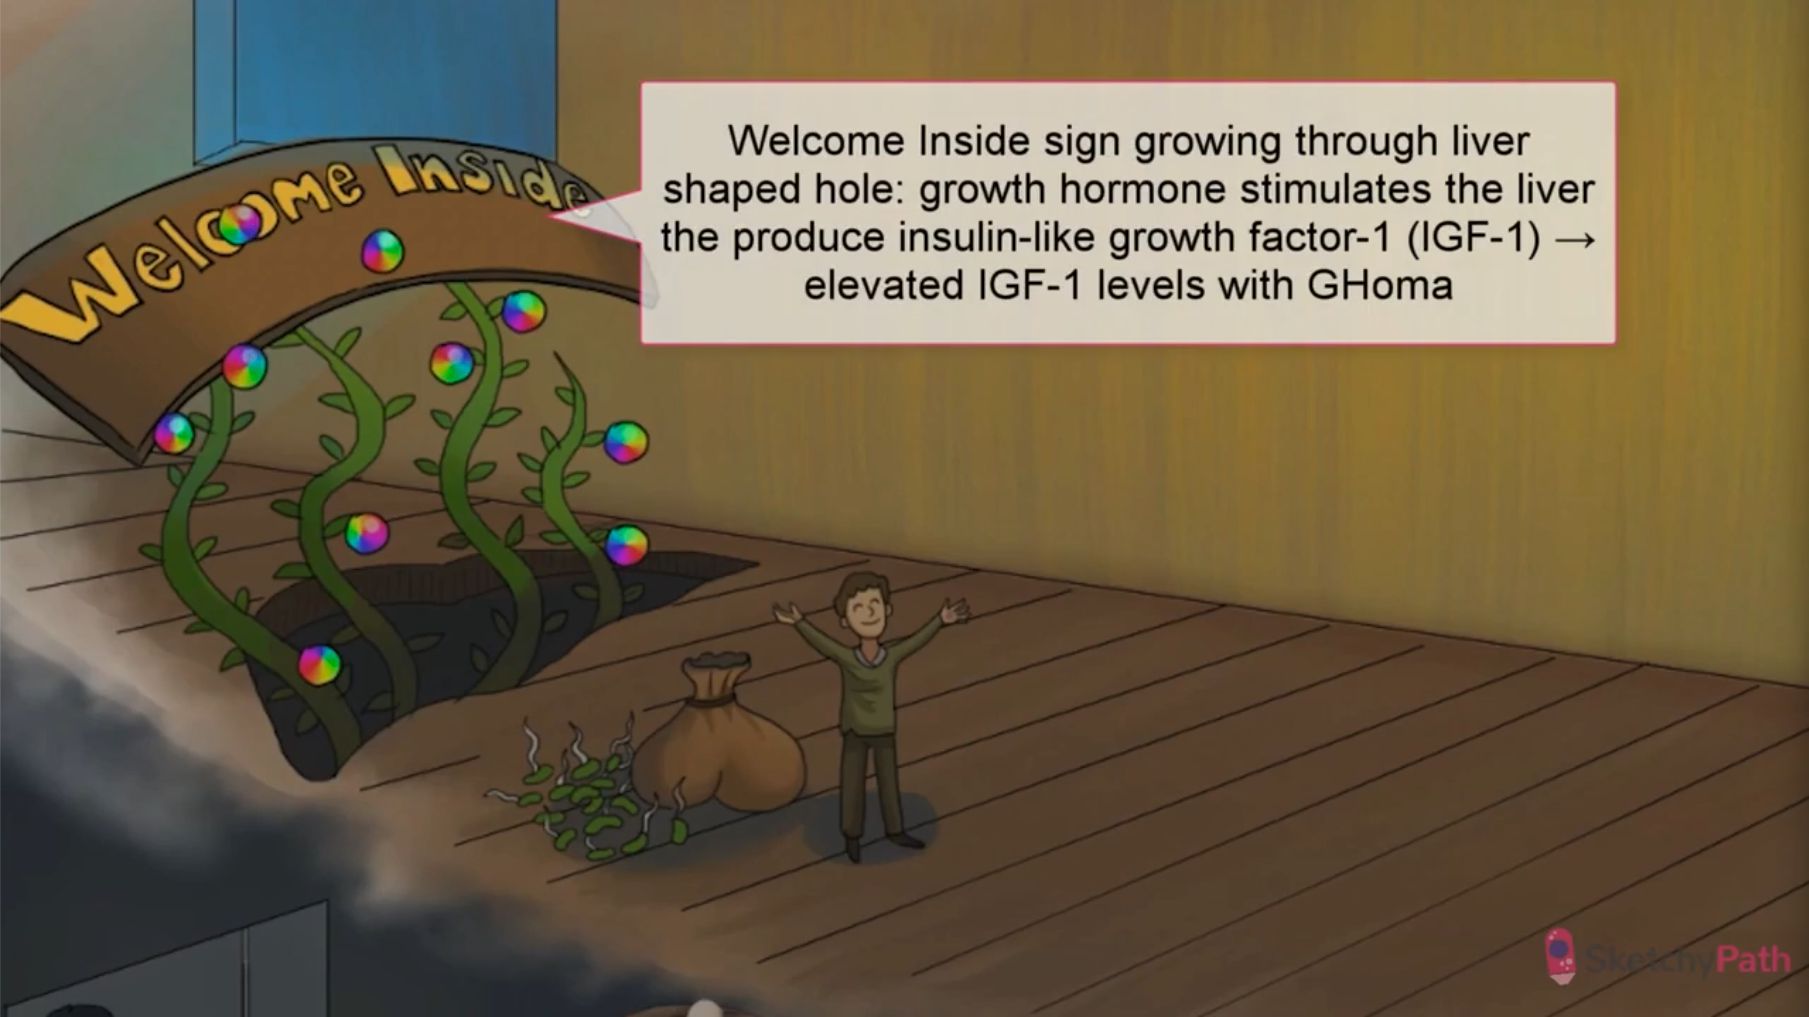 Welcome Inside
Welcome Inside sign growing through liver
shaped hole: growth hormone stimulates the liver
the produce insulin-like growth factor-1 (IGF-1) →
elevated IGF-1 levels with GHoma
SketchyPath